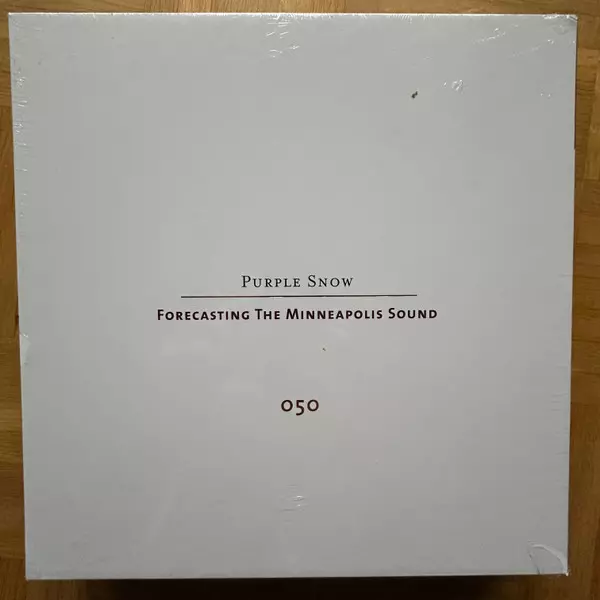 Purple Snow
Forecasting The Minneapolis Sound
050